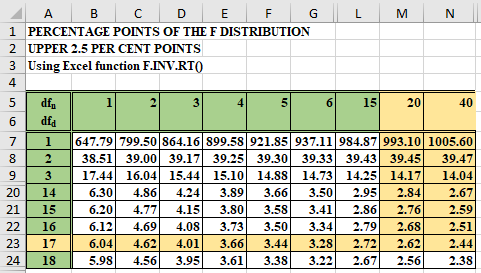 A B C D E F G L M N
1 PERCENTAGE POINTS OF THE F DISTRIBUTION
2 UPPER 2.5 PER CENT POINTS
3 Using Excel function F.INV.RT()
4
5 dfn 1 2 3 4 5 6 15 20 40
6 dfd
7 1 647.79 799.50 864.16 899.58 921.85 937.11 984.87 993.10 1005.60
8 2 38.51 39.00 39.17 39.25 39.30 39.33 39.43 39.45 39.47
9 3 17.44 16.04 15.44 15.10 14.88 14.73 14.25 14.17 14.04
20 14 6.30 4.86 4.24 3.89 3.66 3.50 2.95 2.84 2.67
21 15 6.20 4.77 4.15 3.80 3.58 3.41 2.86 2.76 2.59
22 16 6.12 4.69 4.08 3.73 3.50 3.34 2.79 2.68 2.51
23 17 6.04 4.62 4.01 3.66 3.44 3.28 2.72 2.62 2.44
24 18 5.98 4.56 3.95 3.61 3.38 3.22 2.67 2.56 2.38